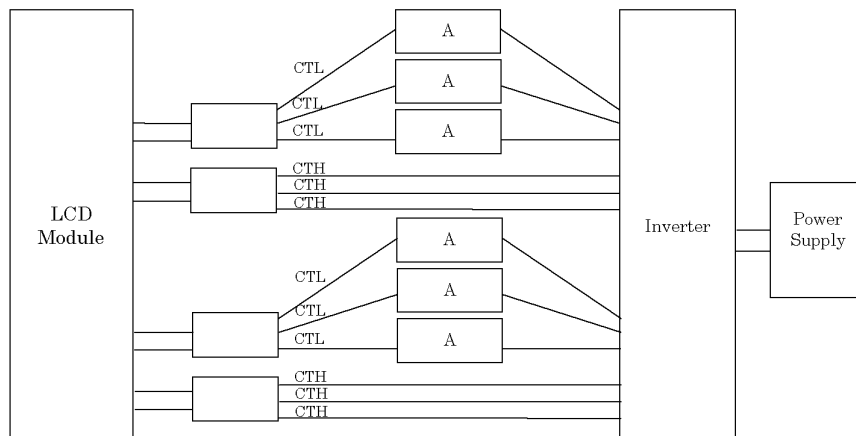 A
CTL
A
CTL
A
CTL
CTH
CTH
CTH
LCD
Module
Inverter
Power
Supply
A
CTL
A
CTL
A
CTL
CTH
CTH
CTH